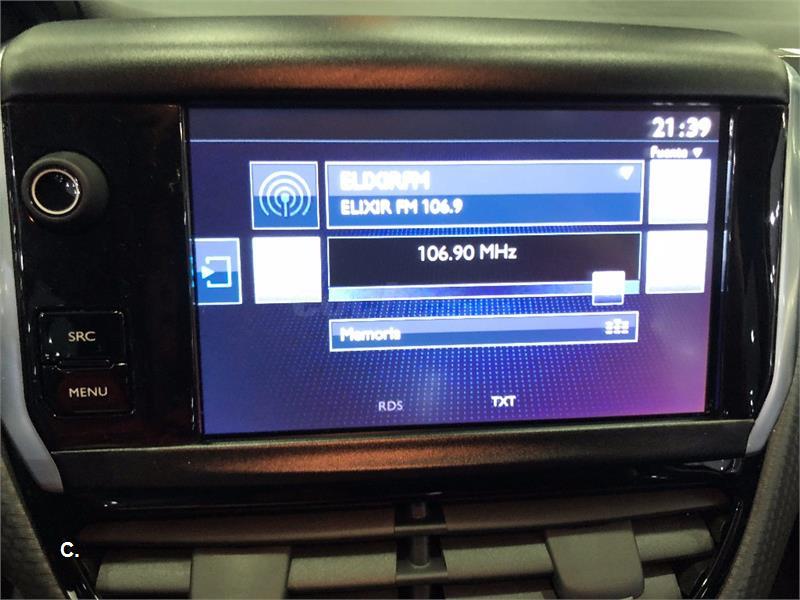 21:39
Fuente
ELIXIRFM
ELIXIR FM 106.9
106.90 MHz
Memoria
SRC
MENU
RDS
TXT
C.